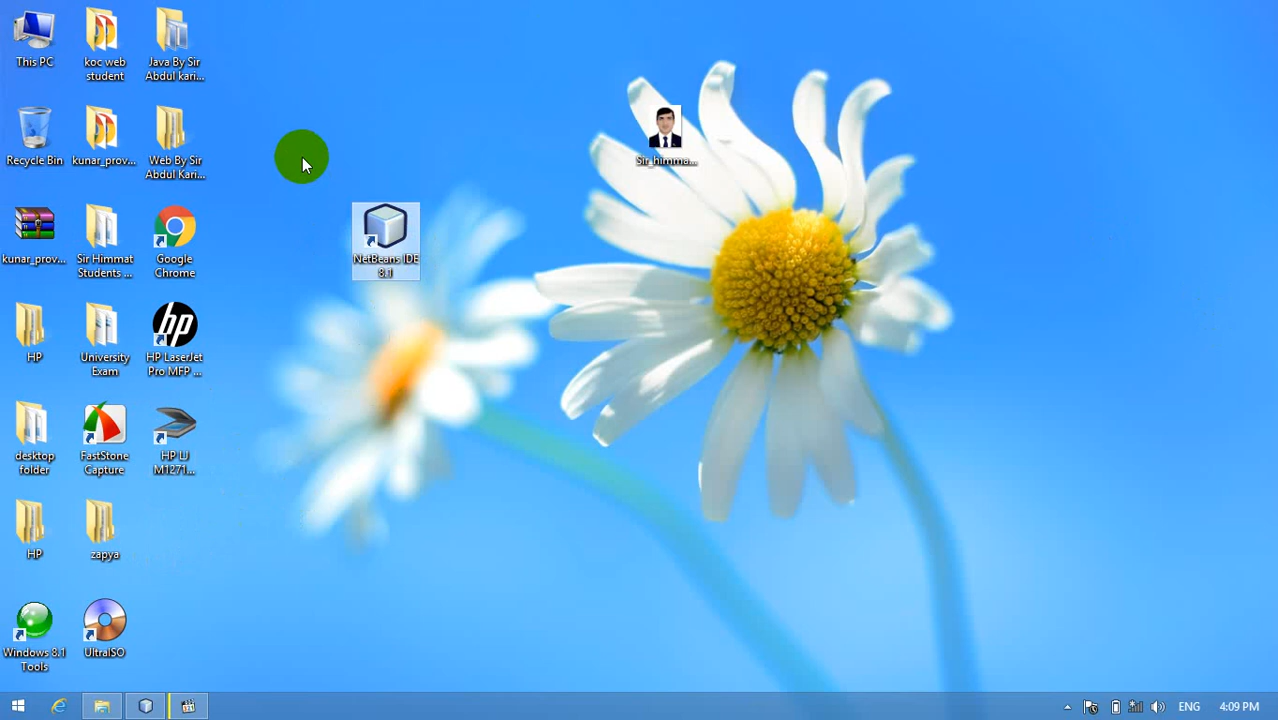 This PC
koc web
student
Java By Sir
Abdul kari...
Recycle Bin
kunar_prov...
Web By Sir
Abdul Kari...
Sir_himma...
kunar_prov...
Sir Himmat
Students ...
Google
Chrome
NetBeans IDE
8.1
HP
University
Exam
hp
HP LaserJet
Pro MFP ...
desktop
folder
FastStone
Capture
HP LJ
M1271...
HP
zapya
Windows 8.1
Tools
UltraISO
ENG
4:09 PM